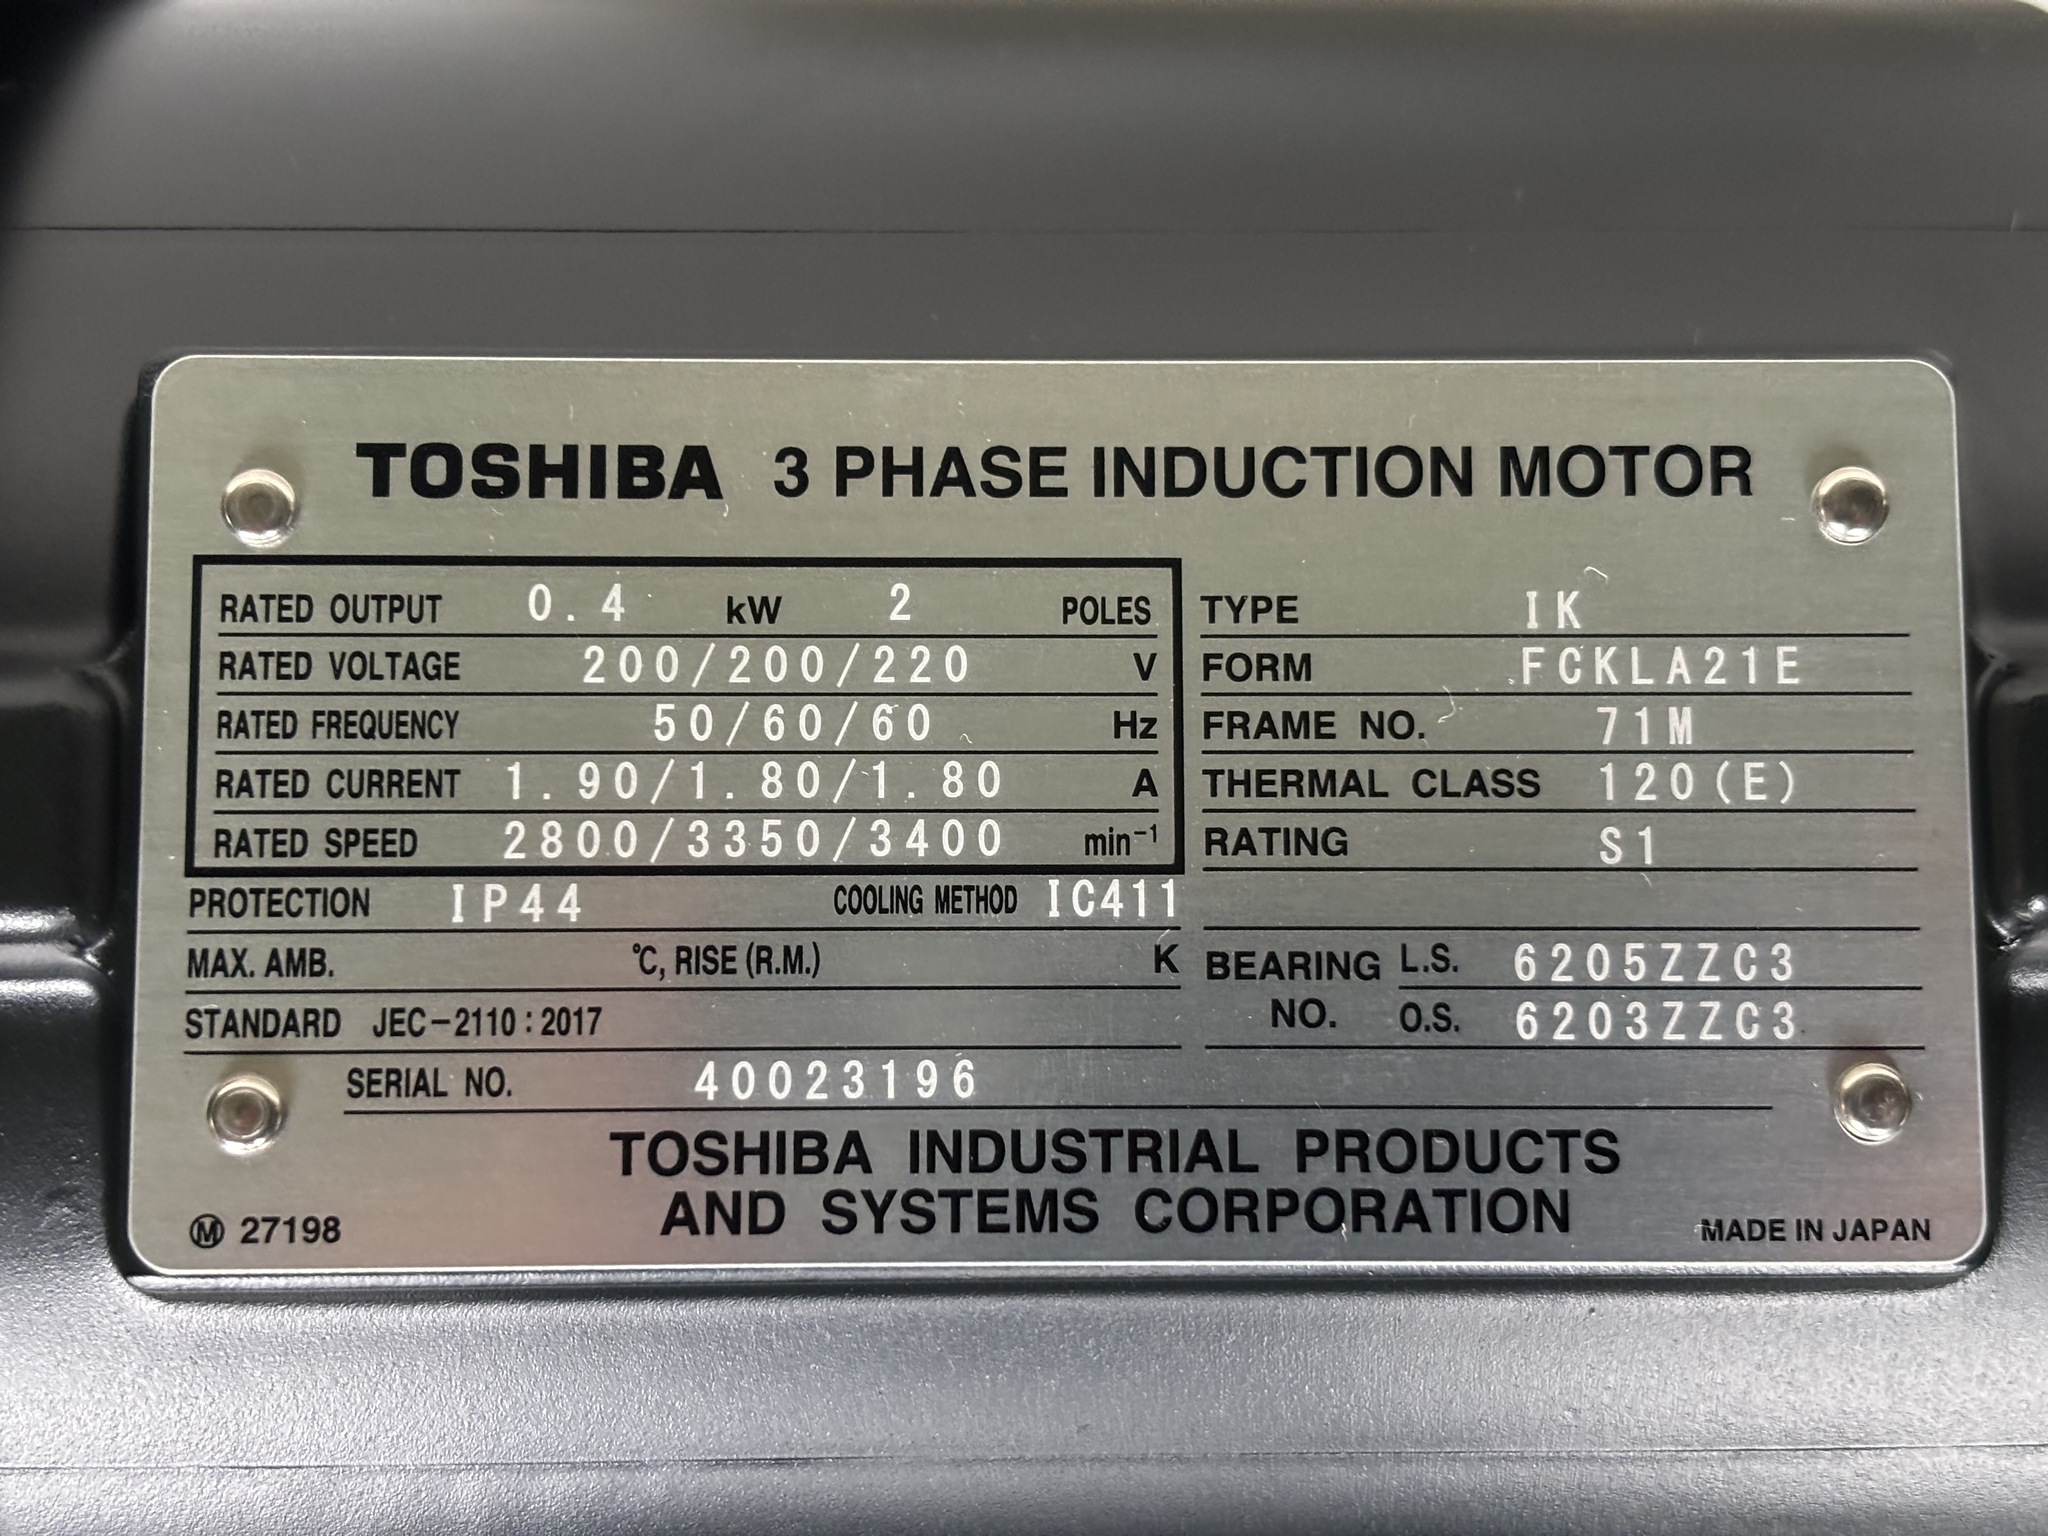 TOSHIBA 3 PHASE INDUCTION MOTOR
RATED OUTPUT 0.4 kW 2 POLES
RATED VOLTAGE 200/200/220 V
RATED FREQUENCY 50/60/60 Hz
RATED CURRENT 1.90/1.80/1.80 A
RATED SPEED 2800/3350/3400 min⁻¹
PROTECTION IP44 COOLING METHOD IC411
MAX. AMB. ℃, RISE (R.M.) K
STANDARD JEC-2110:2017
TYPE IK
FORM FCKLA21E
FRAME NO. 71M
THERMAL CLASS 120(E)
RATING S1
BEARING L.S. 6205ZZC3
NO. O.S. 6203ZZC3
SERIAL NO. 40023196
TOSHIBA INDUSTRIAL PRODUCTS
AND SYSTEMS CORPORATION
Ⓜ 27198
MADE IN JAPAN